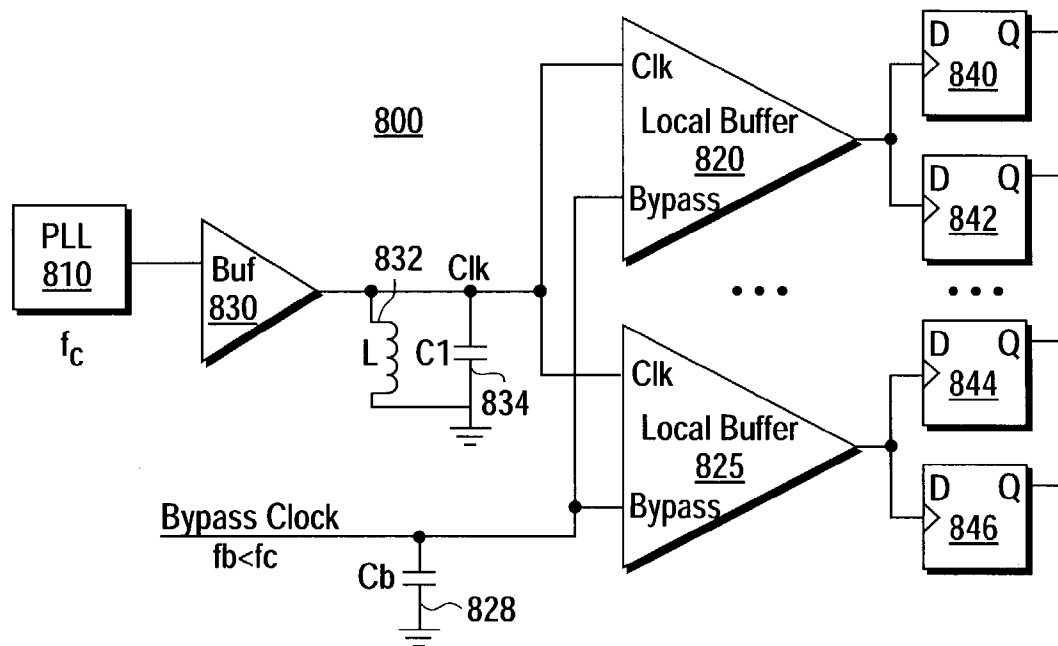 D Q
840
Clk
800
Local Buffer
820
D Q
842
Bypass
PLL
810
Buf
830
832
Clk
• • •
• • •
fc
L
C1
834
Clk
D Q
844
Local Buffer
825
Bypass
D Q
846
Bypass Clock
fb<fc
Cb
828